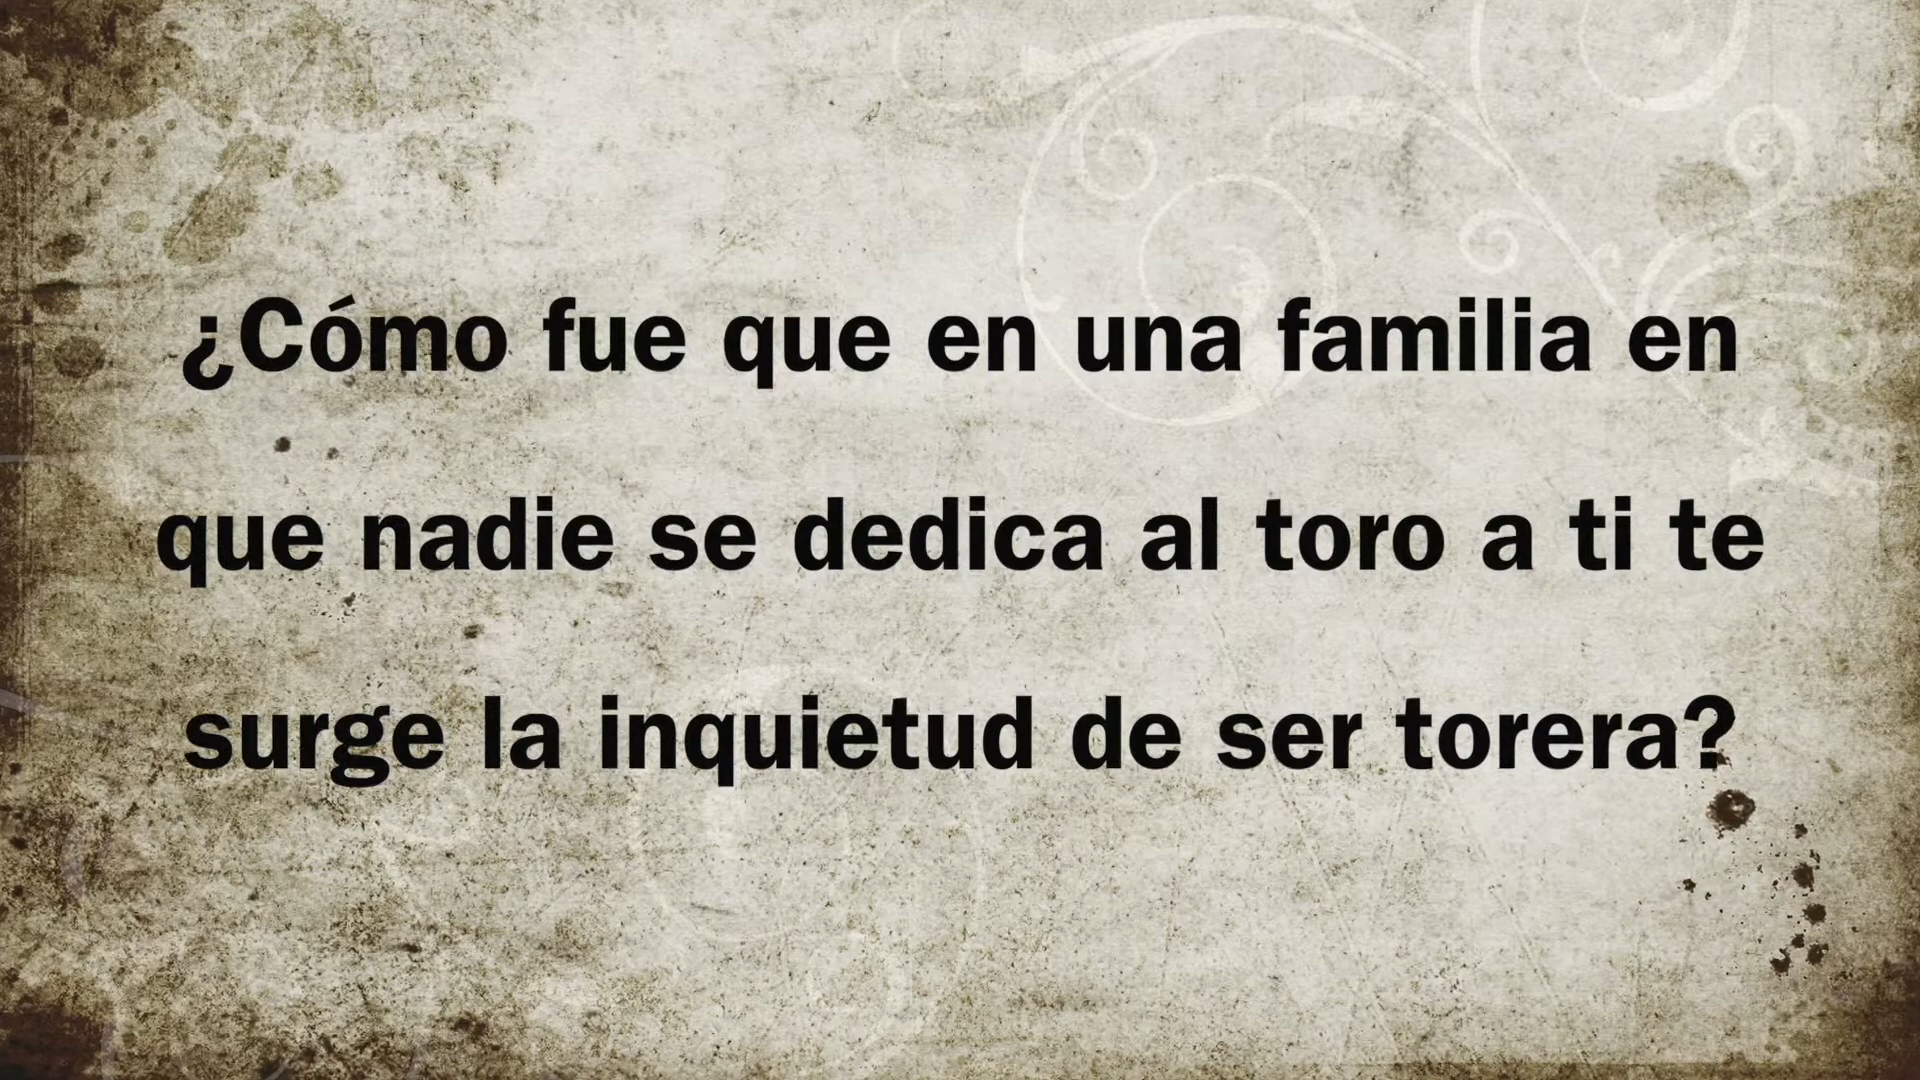 ¿Cómo fue que en una familia en
que nadie se dedica al toro a ti te
surge la inquietud de ser torera?